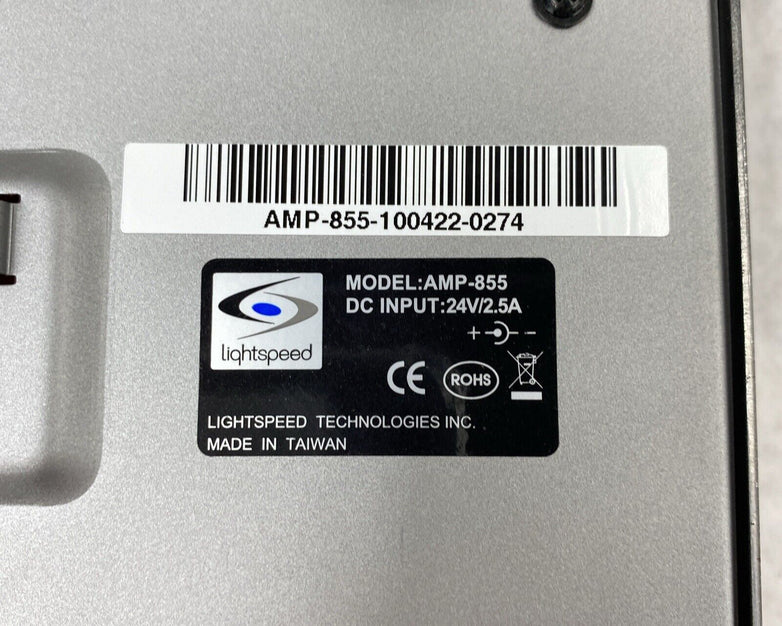 AMP-855-100422-0274
lightspeed
MODEL:AMP-855
DC INPUT:24V/2.5A
+ - -
CE ROHS
LIGHTSPEED TECHNOLOGIES INC.
MADE IN TAIWAN